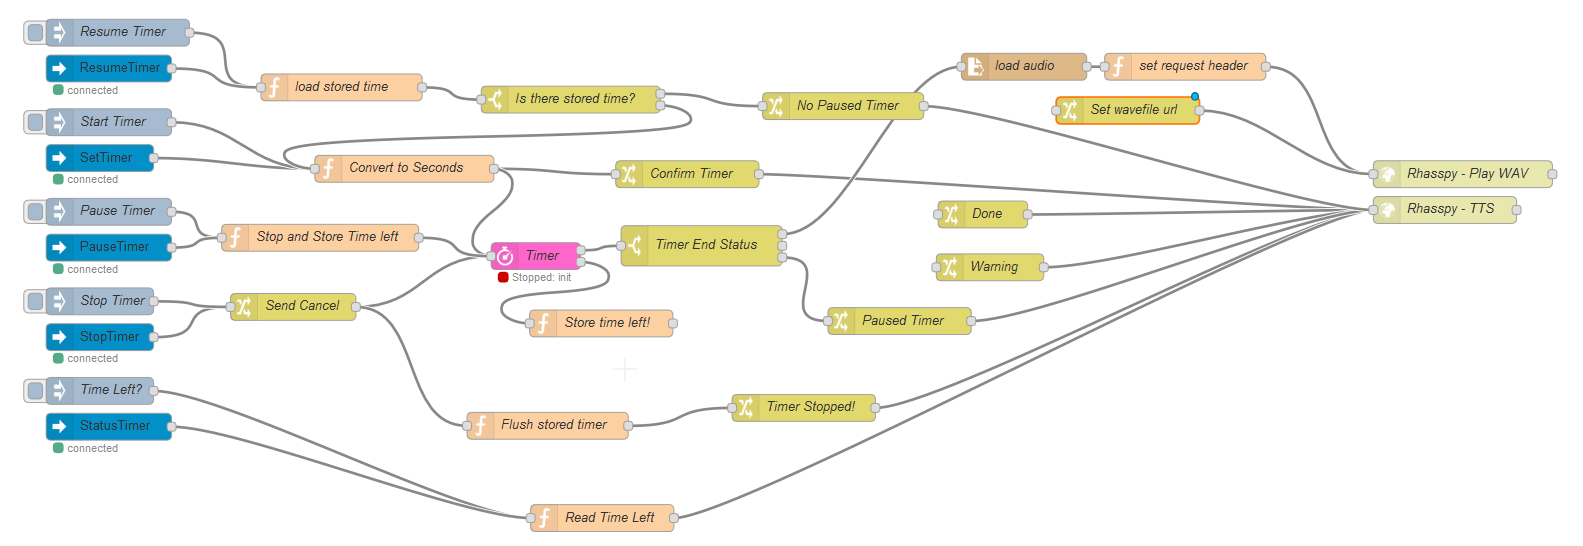 Resume Timer
ResumeTimer
connected
load stored time
Is there stored time?
No Paused Timer
load audio
set request header
Set wavefile url
Start Timer
SetTimer
connected
Convert to Seconds
Confirm Timer
Rhasspy - Play WAV
Rhasspy - TTS
Pause Timer
PauseTimer
connected
Stop and Store Time left
Timer
Stopped: init
Timer End Status
Done
Warning
Stop Timer
StopTimer
connected
Send Cancel
Store time left!
Paused Timer
Time Left?
StatusTimer
connected
Flush stored timer
Timer Stopped!
Read Time Left